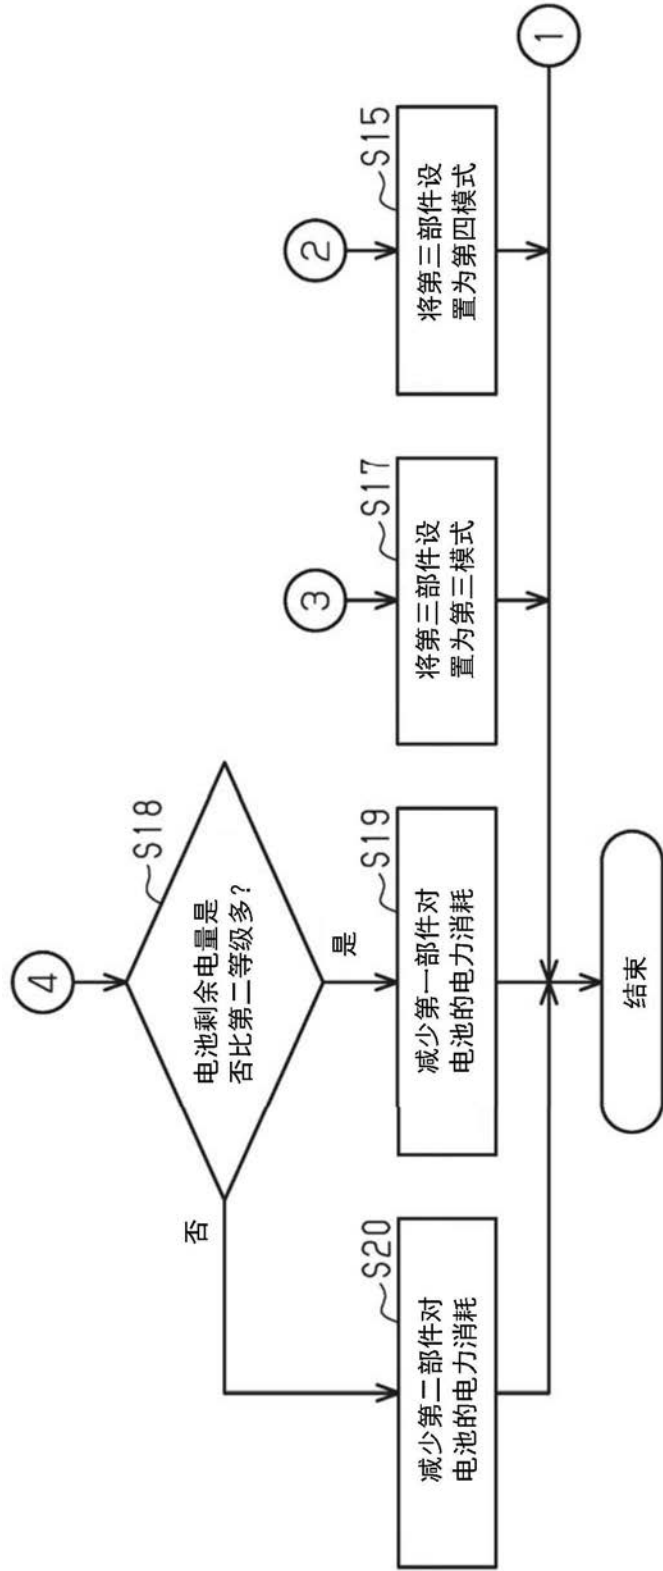 4
S18
电池剩余电量是
否比第二等级多?
否
是
S20
减少第二部件对
电池的电力消耗
S19
减少第一部件对
电池的电力消耗
3
S17
将第三部件设
置为第三模式
2
S15
将第三部件设
置为第四模式
1
结束